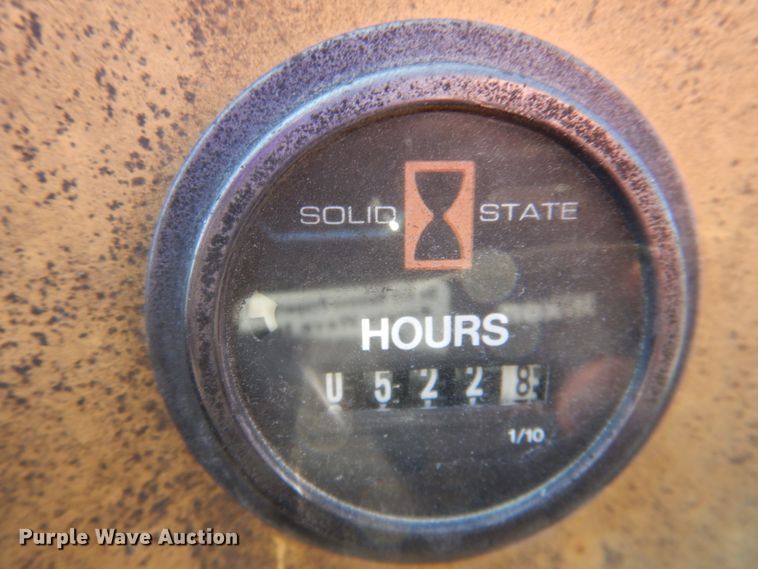 SOLID STATE
HOURS
0 5 2 2 8
1/10
Purple Wave Auction